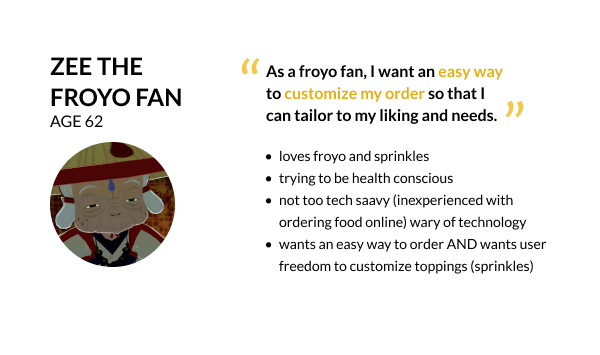 ZEE THE
FROYO FAN
AGE 62
“ As a froyo fan, I want an easy way
to customize my order so that I
can tailor to my liking and needs. ”
• loves froyo and sprinkles
• trying to be health conscious
• not too tech saavy (inexperienced with
ordering food online) wary of technology
• wants an easy way to order AND wants user
freedom to customize toppings (sprinkles)